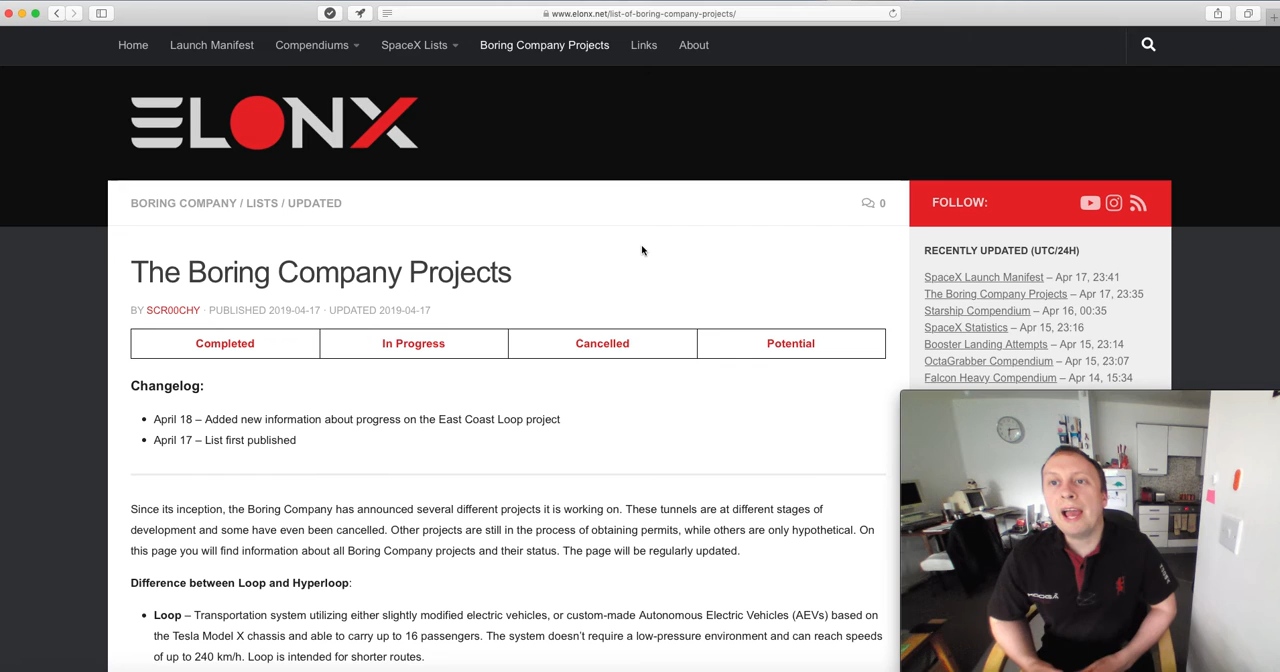 www.elonx.net/list-of-boring-company-projects/
Home Launch Manifest Compendiums SpaceX Lists Boring Company Projects Links About
ELONX
BORING COMPANY / LISTS / UPDATED 0
FOLLOW:
The Boring Company Projects
BY SCR00CHY · PUBLISHED 2019-04-17 · UPDATED 2019-04-17
Completed In Progress Cancelled Potential
Changelog:
• April 18 – Added new information about progress on the East Coast Loop project
• April 17 – List first published
Since its inception, the Boring Company has announced several different projects it is working on. These tunnels are at different stages of
development and some have even been cancelled. Other projects are still in the process of obtaining permits, while others are only hypothetical. On
this page you will find information about all Boring Company projects and their status. The page will be regularly updated.
Difference between Loop and Hyperloop:
• Loop – Transportation system utilizing either slightly modified electric vehicles, or custom-made Autonomous Electric Vehicles (AEVs) based on
the Tesla Model X chassis and able to carry up to 16 passengers. The system doesn't require a low-pressure environment and can reach speeds
of up to 240 km/h. Loop is intended for shorter routes.
RECENTLY UPDATED (UTC/24H)
SpaceX Launch Manifest – Apr 17, 23:41
The Boring Company Projects – Apr 17, 23:35
Starship Compendium – Apr 16, 00:35
SpaceX Statistics – Apr 15, 23:16
Booster Landing Attempts – Apr 15, 23:14
OctaGrabber Compendium – Apr 15, 23:07
Falcon Heavy Compendium – Apr 14, 15:34